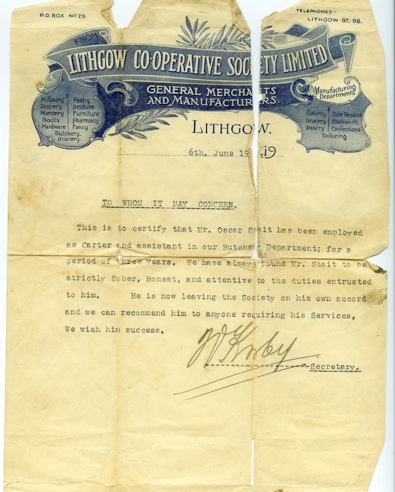 P.O. BOX No 29.
TELEPHONES:-
LITHGOW 97, 98.
FROM
LITHGOW CO-OPERATIVE SOCIETY LIMITED
GENERAL MERCHANTS
AND MANUFACTURERS.
Millinery Pastry
Drapery Produce
Mercery Furniture
Boots Pharmacy
Hardware Fancy
Butchery.
Grocery.
Manufacturing
Departments
Bakery Boot Repairs
Grocery Blacksmith
Pastry Confections
Tailoring
LITHGOW,
6th. June 19 ,19
TO WHOM IT MAY CONCERN.
This is to certify that Mr. Oscar Stait has been employed
as Carter and assistant in our Butcher Department; for a
period of three years, We have always found Mr. Stait to be
strictly Sober, Honest, and attentive to the duties entrusted
to him. He is now leaving the Society on his own accord
and we can recommend him to anyone requiring his Services,
We wish him success.
Kirby
Secretary.